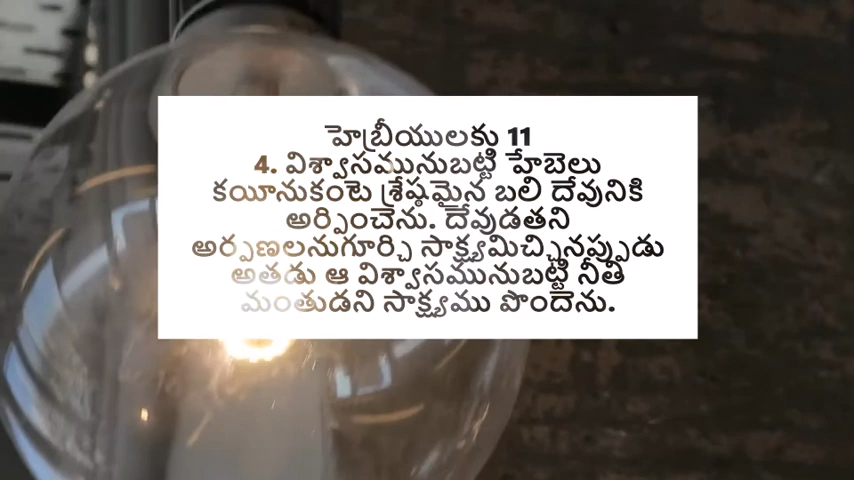 హెబ్రీయులకు 11
4. విశ్వాసమునుబట్టి హేబెలు
కయీనుకంటె శ్రేష్ఠమైన బలి దేవునికి
అర్పించెను. దేవుడతని
అర్పణలనుగూర్చి సాక్ష్యమిచ్చినప్పుడు
అతడు ఆ విశ్వాసమునుబట్టి నీతి
మంతుడని సాక్ష్యము పొందెను.